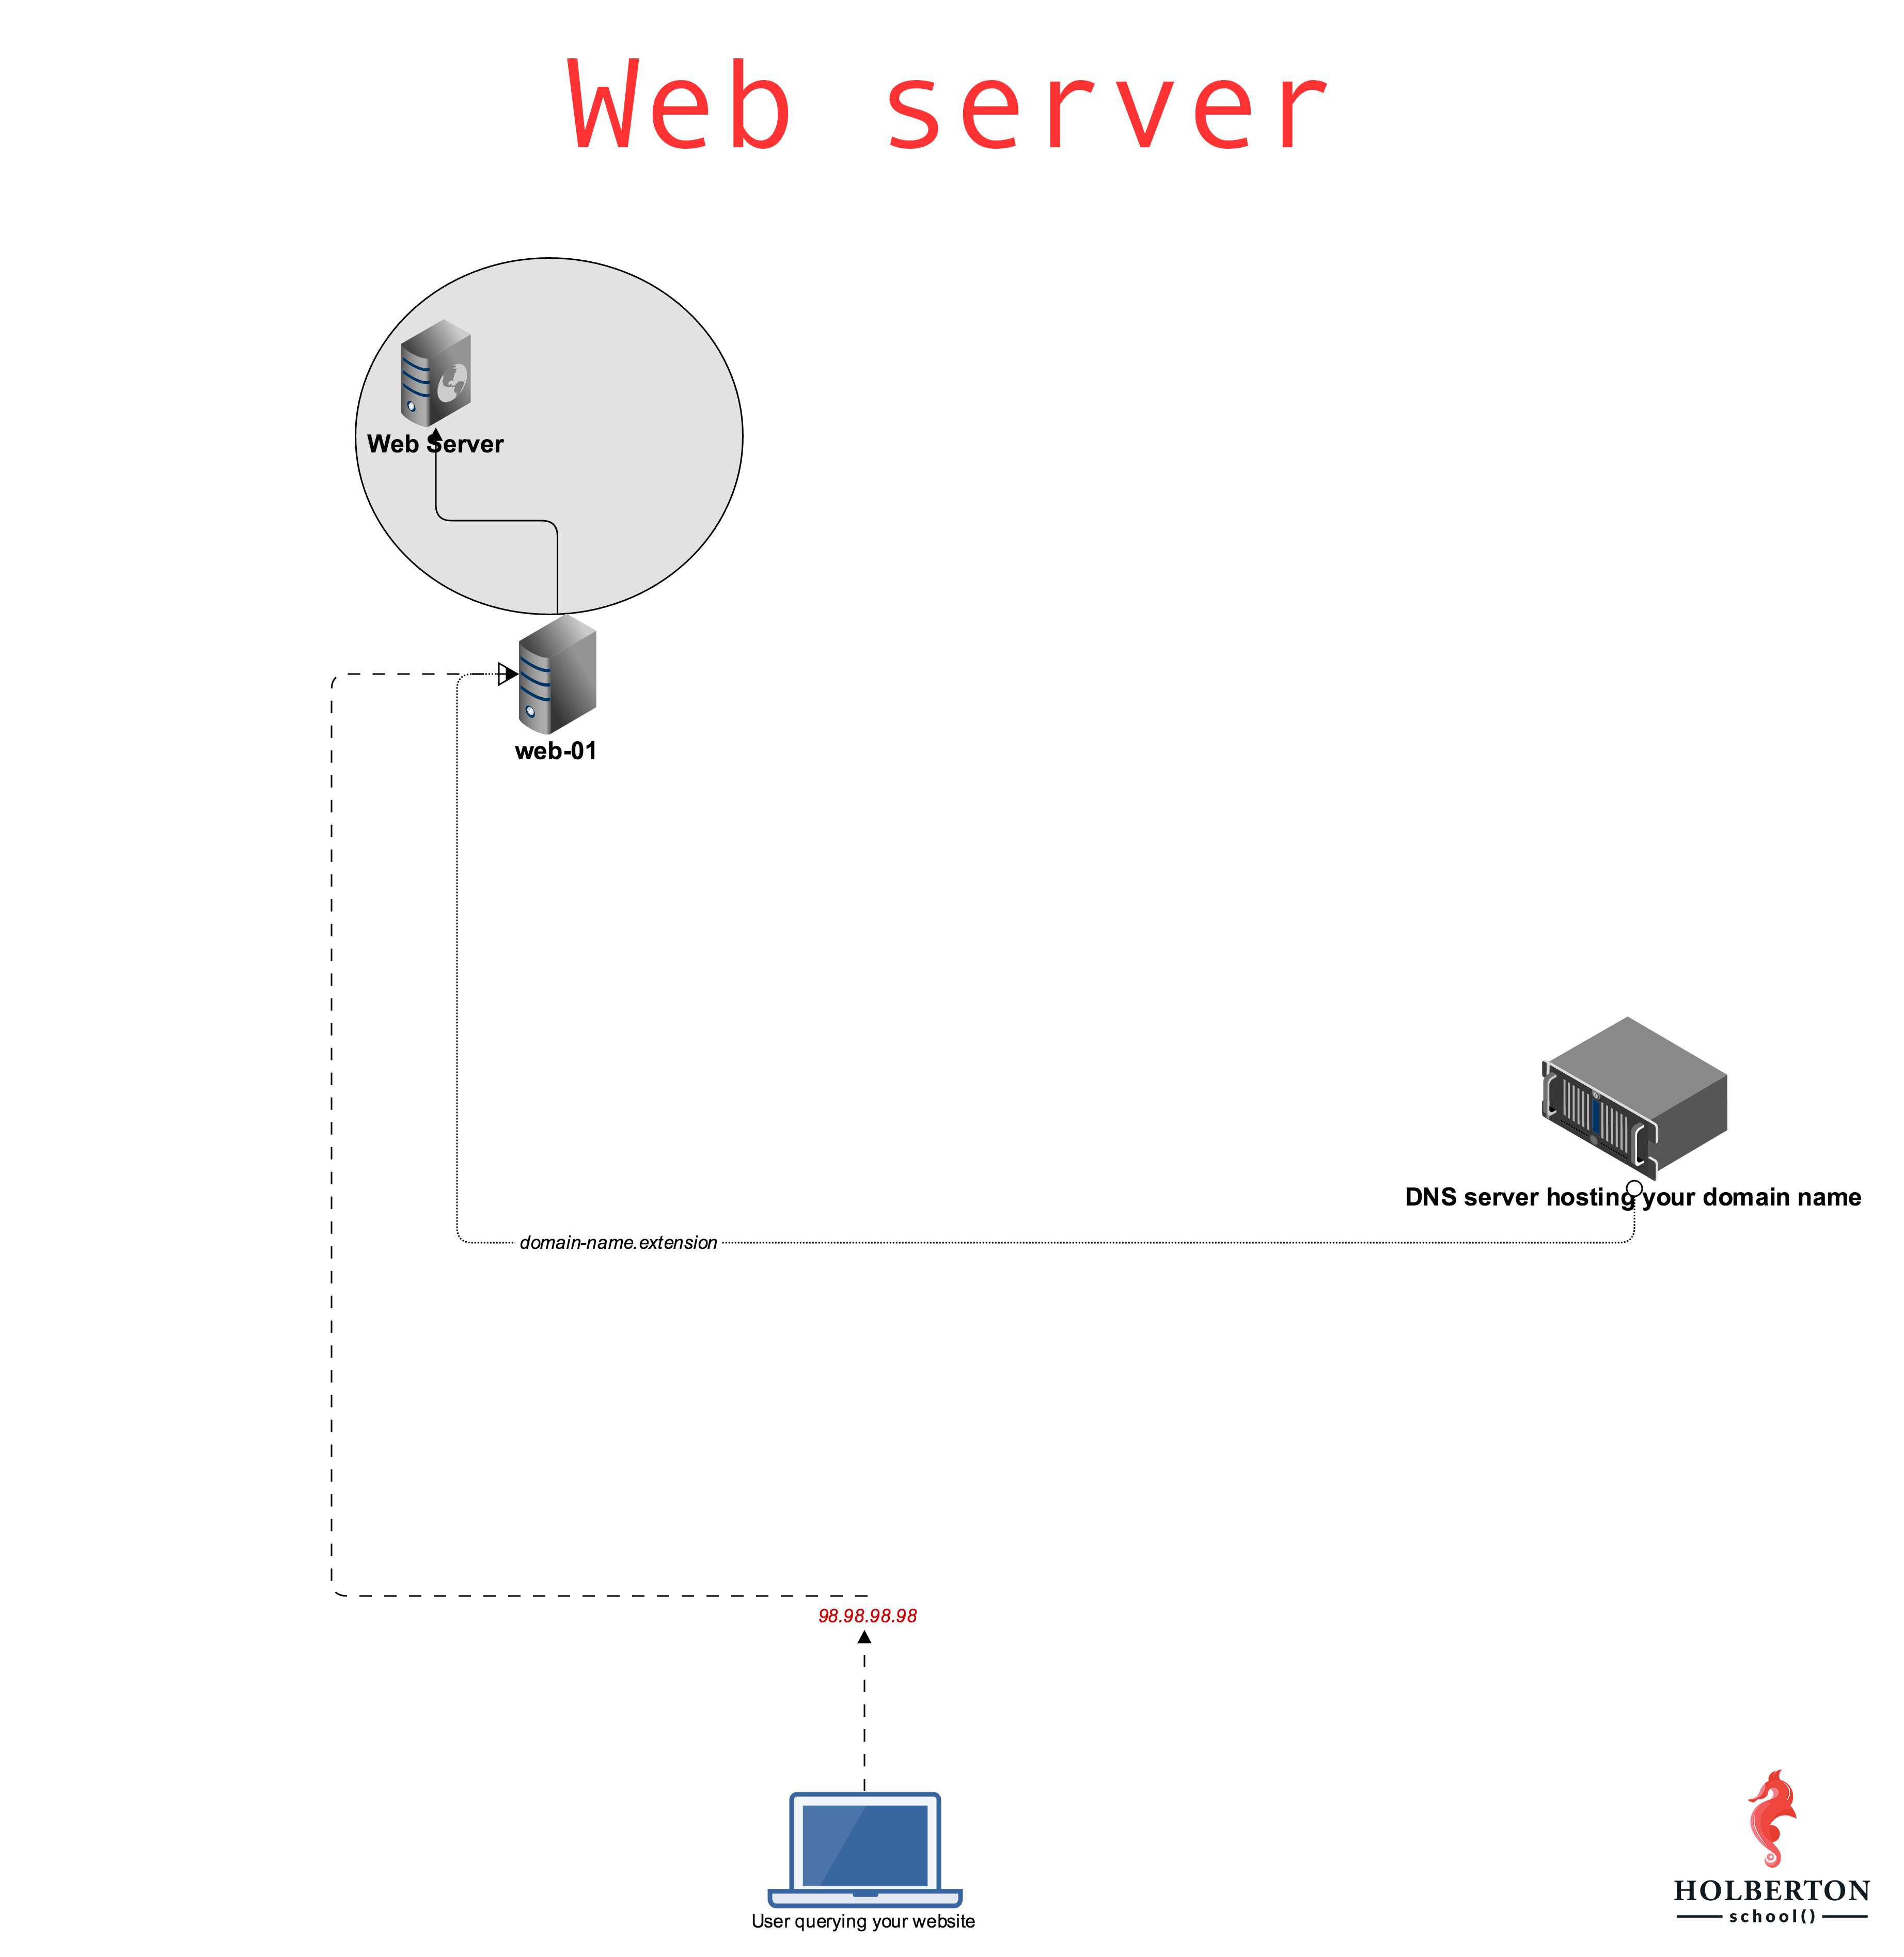 Web server
Web Server
web-01
DNS server hosting your domain name
domain-name.extension
98.98.98.98
User querying your website
HOLBERTON
school()